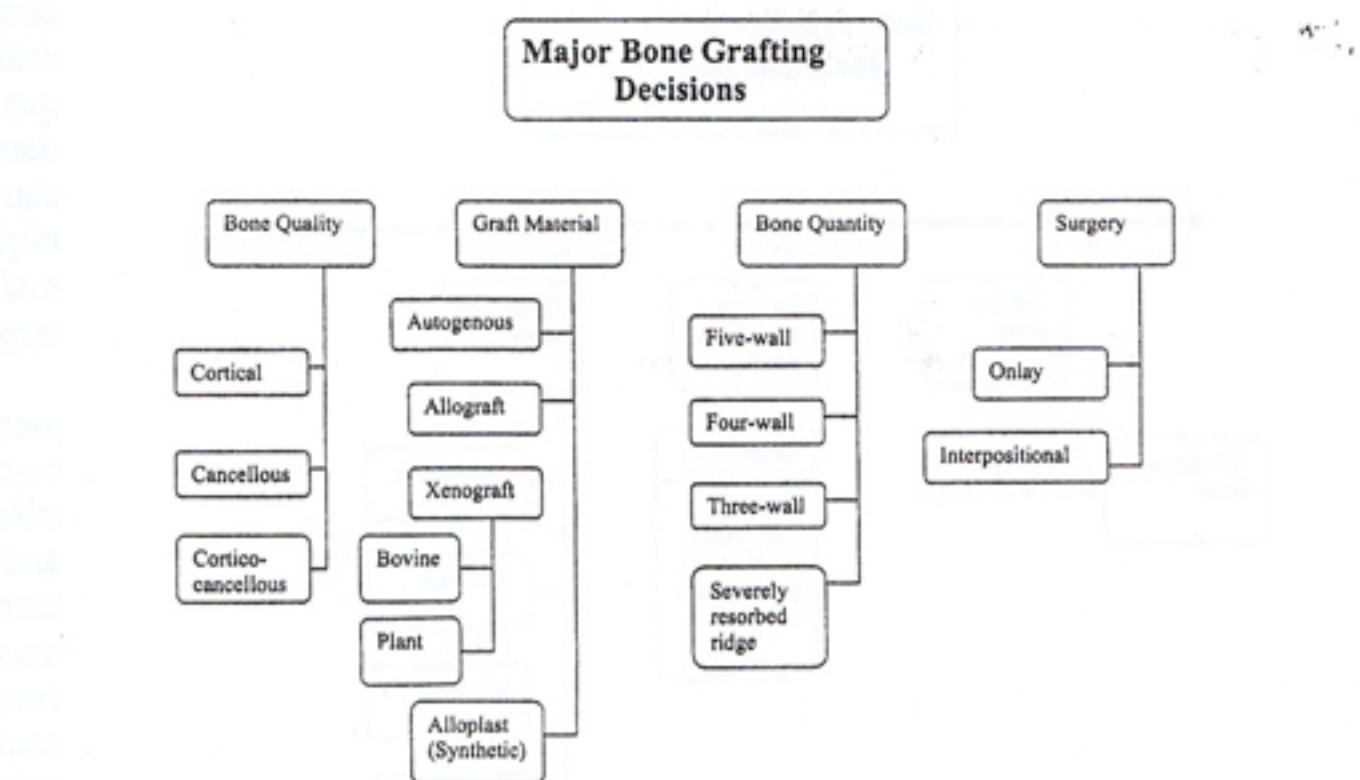 Major Bone Grafting
Decisions
Bone Quality
Cortical
Cancellous
Cortico-
cancellous
Graft Material
Autogenous
Allograft
Xenograft
Bovine
Plant
Alloplast
(Synthetic)
Bone Quantity
Five-wall
Four-wall
Three-wall
Severely
resorbed
ridge
Surgery
Onlay
Interpositional